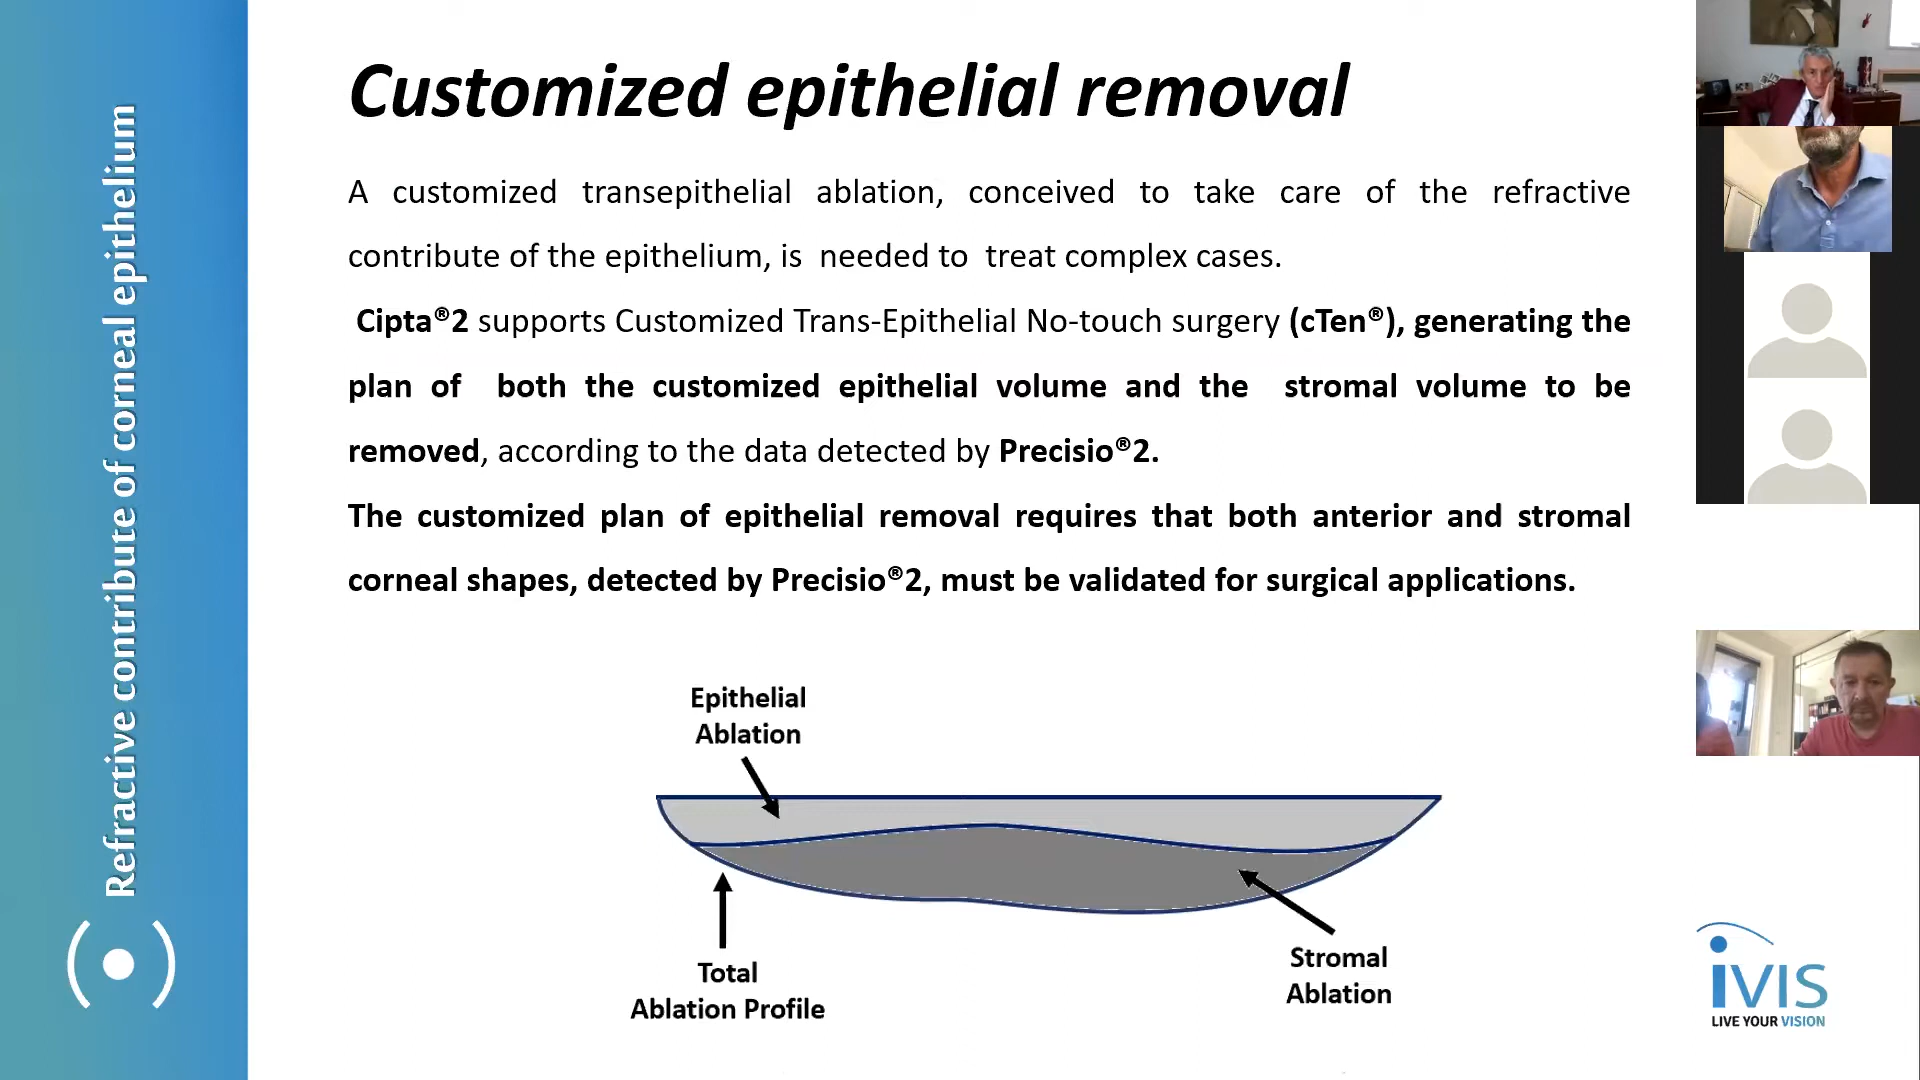 Refractive contribute of corneal epithelium
Customized epithelial removal
A customized transepithelial ablation, conceived to take care of the refractive
contribute of the epithelium, is needed to treat complex cases.
Cipta®2 supports Customized Trans-Epithelial No-touch surgery (cTen®), generating the
plan of both the customized epithelial volume and the stromal volume to be
removed, according to the data detected by Precisio®2.
The customized plan of epithelial removal requires that both anterior and stromal
corneal shapes, detected by Precisio®2, must be validated for surgical applications.
Epithelial
Ablation
Total
Ablation Profile
Stromal
Ablation
iVIS
LIVE YOUR VISION